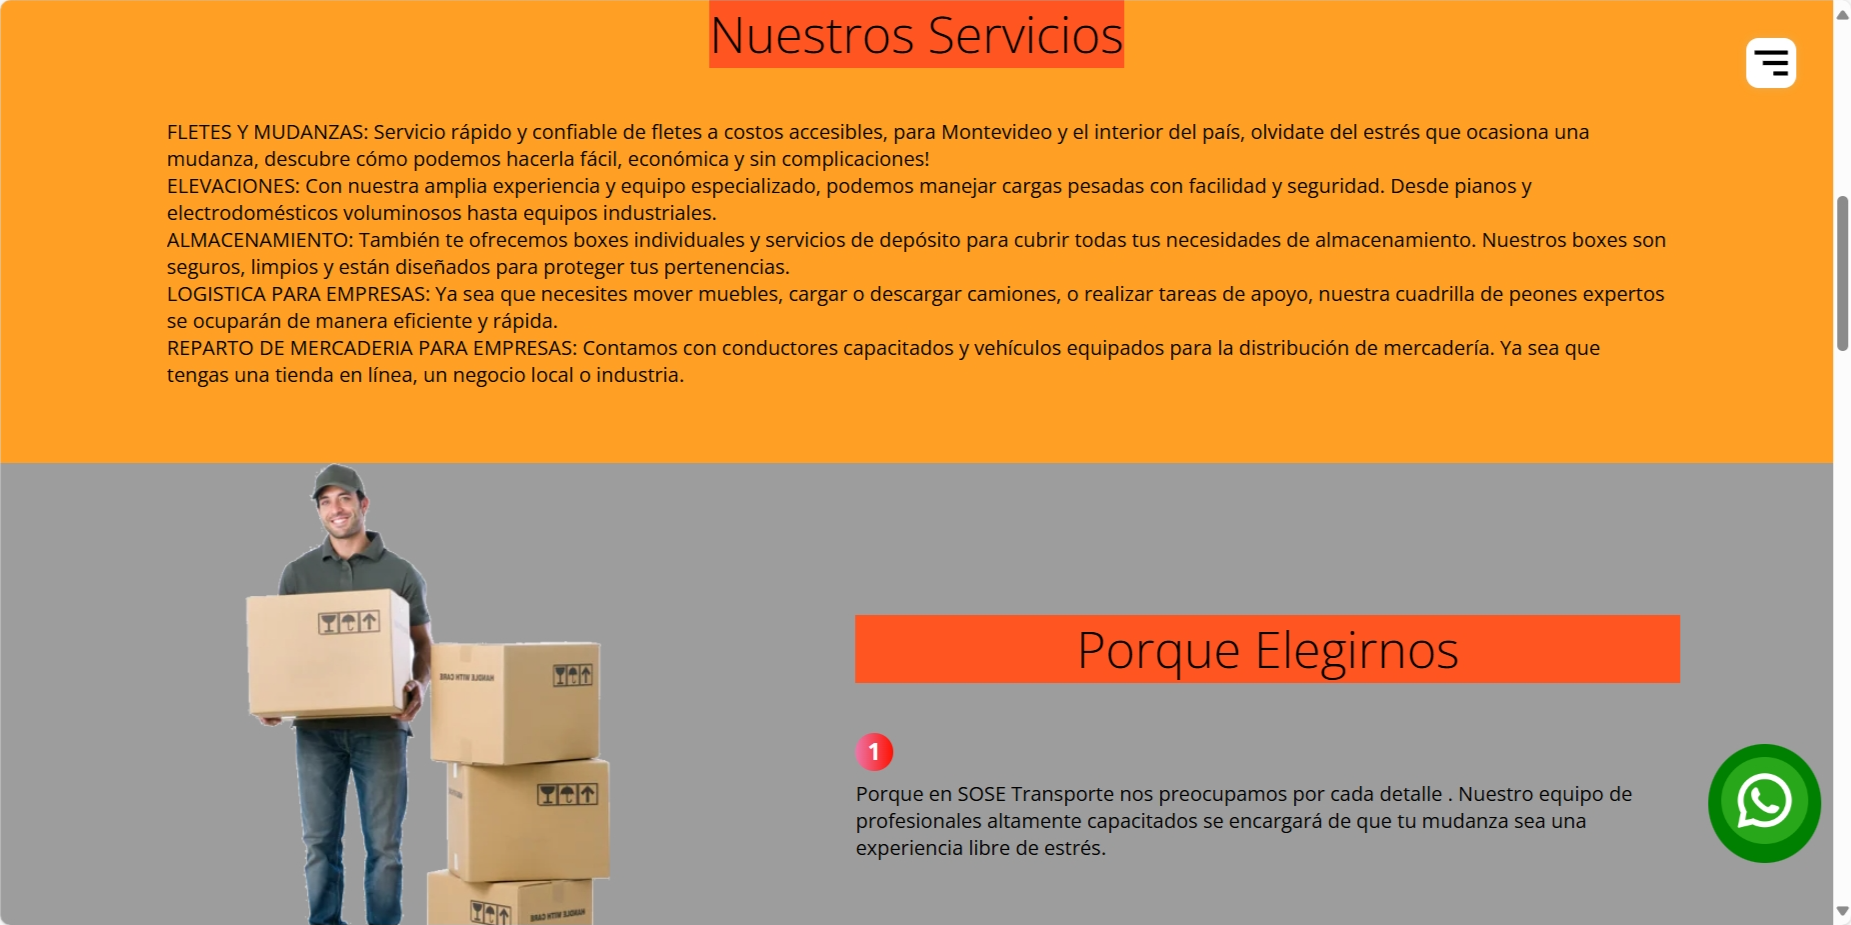 Nuestros Servicios
FLETES Y MUDANZAS: Servicio rápido y confiable de fletes a costos accesibles, para Montevideo y el interior del país, olvidate del estrés que ocasiona una
mudanza, descubre cómo podemos hacerla fácil, económica y sin complicaciones!
ELEVACIONES: Con nuestra amplia experiencia y equipo especializado, podemos manejar cargas pesadas con facilidad y seguridad. Desde pianos y
electrodomésticos voluminosos hasta equipos industriales.
ALMACENAMIENTO: También te ofrecemos boxes individuales y servicios de depósito para cubrir todas tus necesidades de almacenamiento. Nuestros boxes son
seguros, limpios y están diseñados para proteger tus pertenencias.
LOGISTICA PARA EMPRESAS: Ya sea que necesites mover muebles, cargar o descargar camiones, o realizar tareas de apoyo, nuestra cuadrilla de peones expertos
se ocuparán de manera eficiente y rápida.
REPARTO DE MERCADERIA PARA EMPRESAS: Contamos con conductores capacitados y vehículos equipados para la distribución de mercadería. Ya sea que
tengas una tienda en línea, un negocio local o industria.
HANDLE WITH CARE
HANDLE WITH CARE
Porque Elegirnos
1
Porque en SOSE Transporte nos preocupamos por cada detalle . Nuestro equipo de
profesionales altamente capacitados se encargará de que tu mudanza sea una
experiencia libre de estrés.